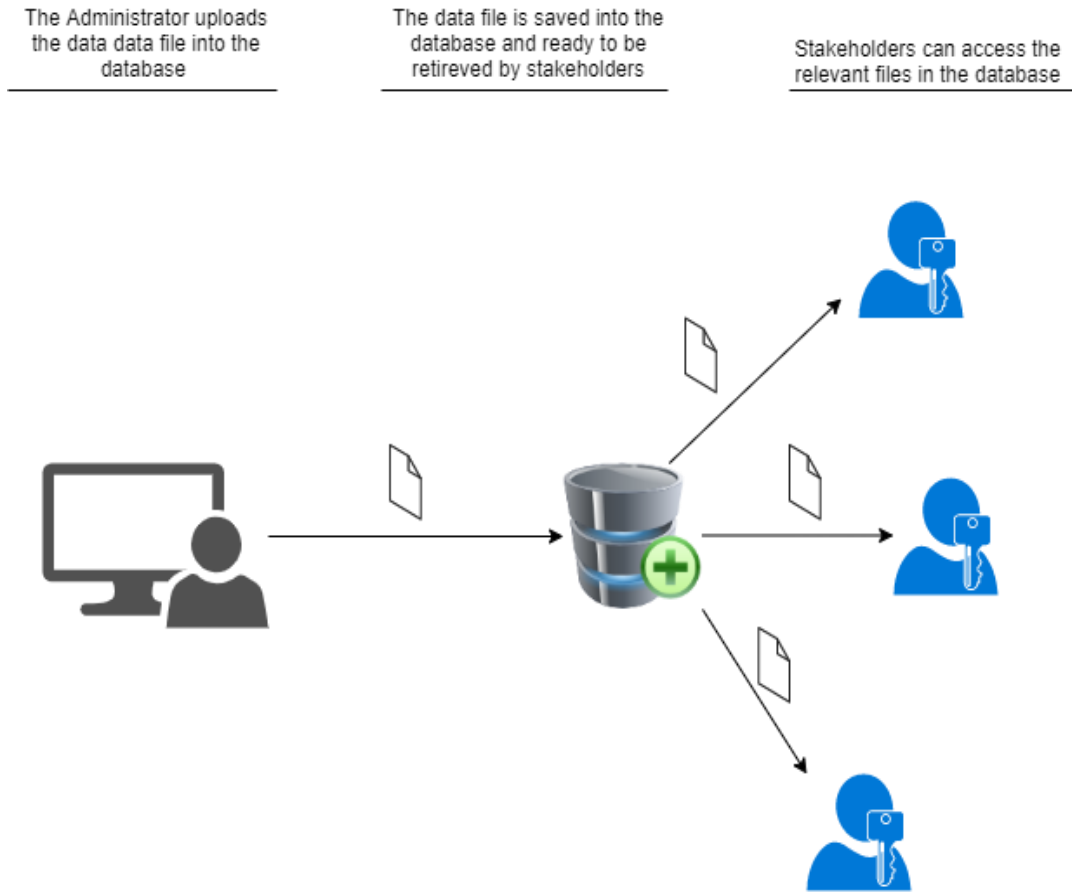 The Administrator uploads
the data data file into the
database
The data file is saved into the
database and ready to be
retireved by stakeholders
Stakeholders can access the
relevant files in the database